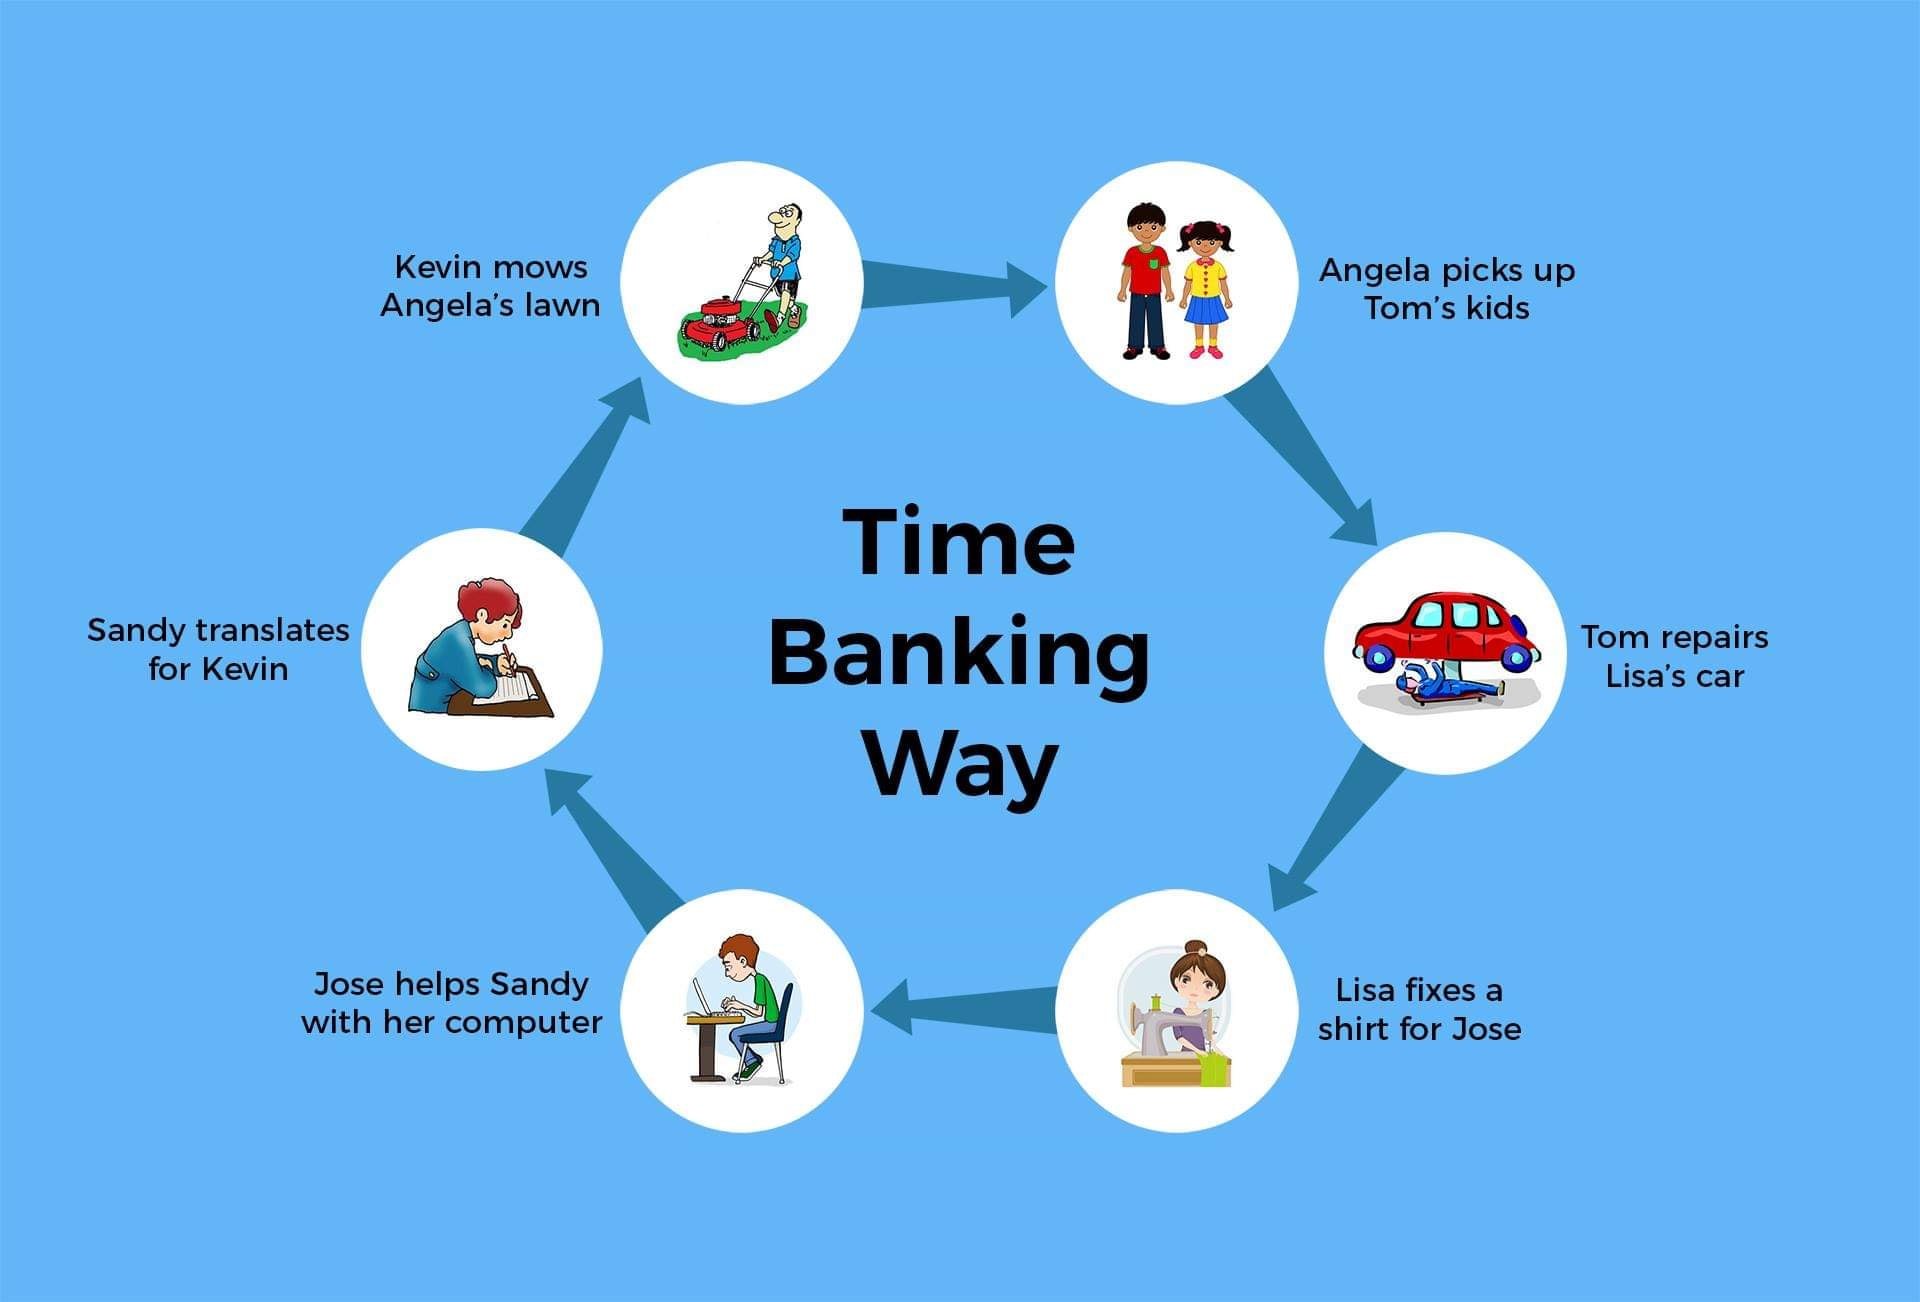 Kevin mows
Angela’s lawn
Angela picks up
Tom’s kids
Time
Banking
Way
Sandy translates
for Kevin
Tom repairs
Lisa’s car
Jose helps Sandy
with her computer
Lisa fixes a
shirt for Jose